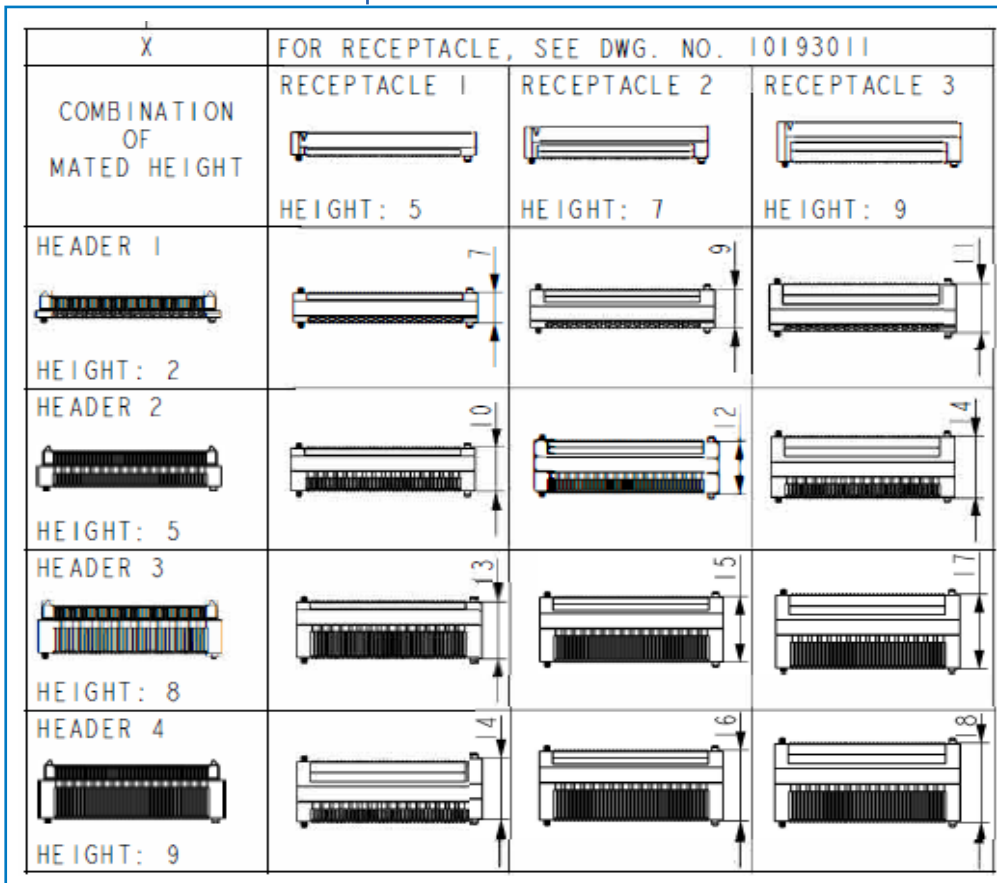 X
FOR RECEPTACLE, SEE DWG. NO. 10193011
COMBINATION
OF
MATED HEIGHT
RECEPTACLE 1
HEIGHT: 5
RECEPTACLE 2
HEIGHT: 7
RECEPTACLE 3
HEIGHT: 9
HEADER 1
HEIGHT: 2
7
9
11
HEADER 2
HEIGHT: 5
10
12
14
HEADER 3
HEIGHT: 8
13
15
17
HEADER 4
HEIGHT: 9
14
16
18